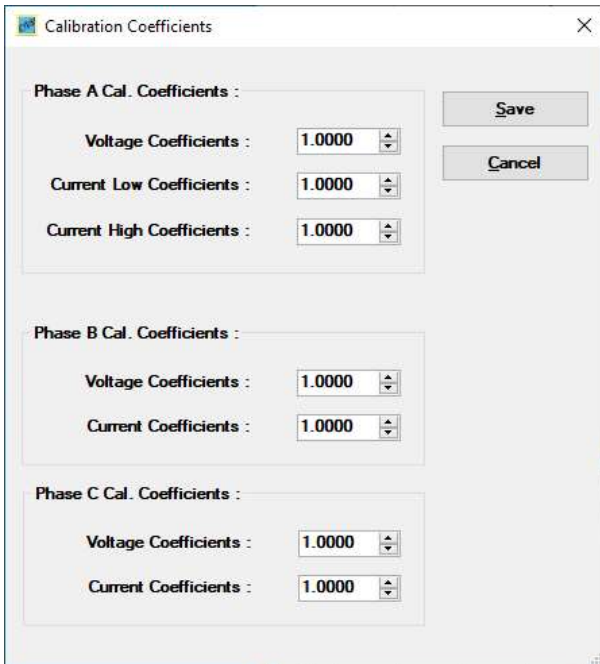 Calibration Coefficients
Phase A Cal. Coefficients :
Voltage Coefficients : 1.0000
Current Low Coefficients : 1.0000
Current High Coefficients : 1.0000
Save
Cancel
Phase B Cal. Coefficients :
Voltage Coefficients : 1.0000
Current Coefficients : 1.0000
Phase C Cal. Coefficients :
Voltage Coefficients : 1.0000
Current Coefficients : 1.0000